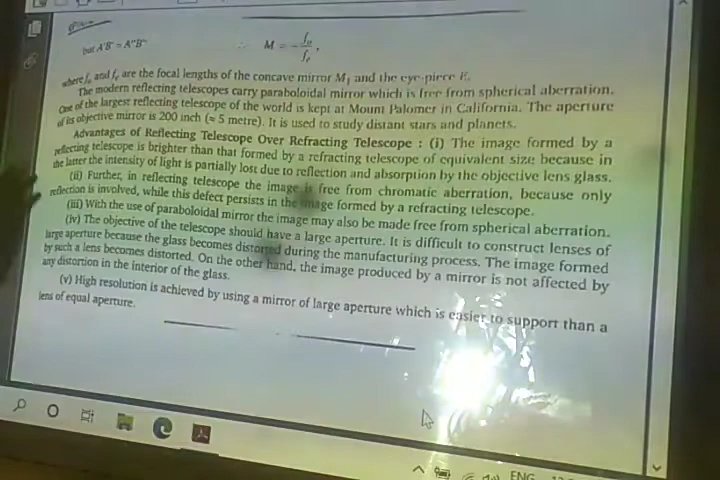 but A'B' = A"B" ∴ M = -fo/fe,
where fo and fe are the focal lengths of the concave mirror M1 and the eye-piece E.
The modern reflecting telescopes carry paraboloidal mirror which is free from spherical aberration.
One of the largest reflecting telescope of the world is kept at Mount Palomer in California. The aperture
of its objective mirror is 200 inch (≈ 5 metre). It is used to study distant stars and planets.
Advantages of Reflecting Telescope Over Refracting Telescope : (i) The image formed by a
reflecting telescope is brighter than that formed by a refracting telescope of equivalent size because in
the latter the intensity of light is partially lost due to reflection and absorption by the objective lens glass.
(ii) Further, in reflecting telescope the image is free from chromatic aberration, because only
reflection is involved, while this defect persists in the image formed by a refracting telescope.
(iii) With the use of paraboloidal mirror the image may also be made free from spherical aberration.
(iv) The objective of the telescope should have a large aperture. It is difficult to construct lenses of
large aperture because the glass becomes distorted during the manufacturing process. The image formed
by such a lens becomes distorted. On the other hand, the image produced by a mirror is not affected by
any distortion in the interior of the glass.
(v) High resolution is achieved by using a mirror of large aperture which is easier to support than a
lens of equal aperture.
ENG